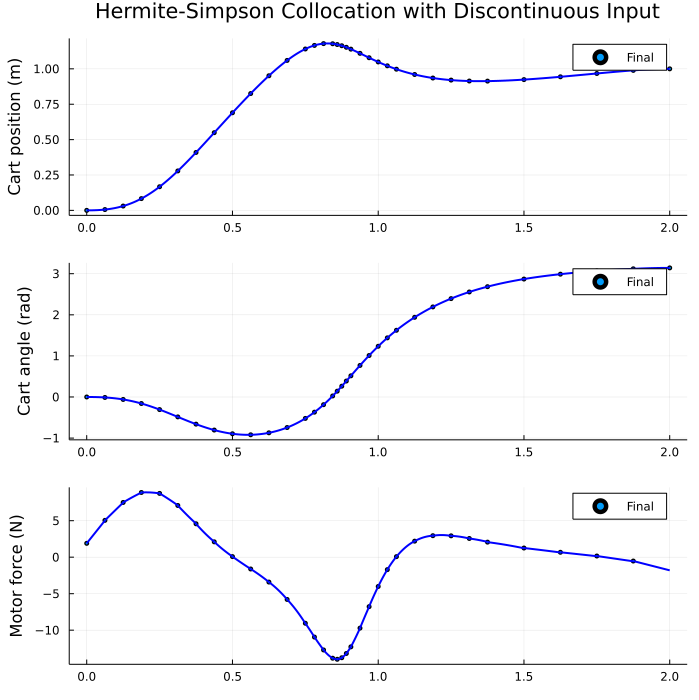 Hermite-Simpson Collocation with Discontinuous Input
Cart position (m)
1.00
0.75
0.50
0.25
0.00
Final
0.0 0.5 1.0 1.5 2.0
Cart angle (rad)
3
2
1
0
−1
Final
0.0 0.5 1.0 1.5 2.0
Motor force (N)
5
0
−5
−10
Final
0.0 0.5 1.0 1.5 2.0